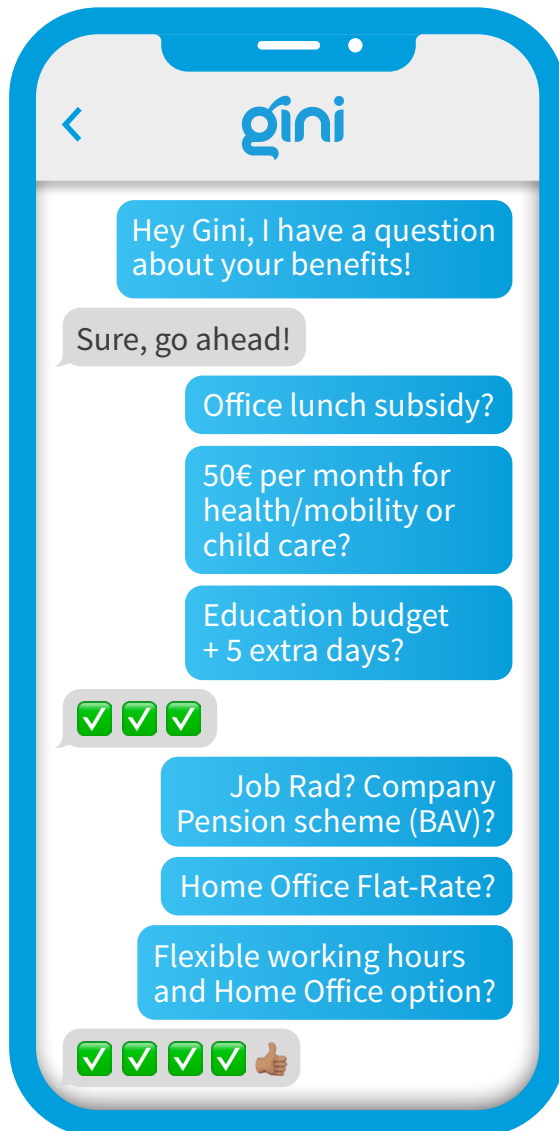 gini
Hey Gini, I have a question
about your benefits!
Sure, go ahead!
Office lunch subsidy?
50€ per month for
health/mobility or
child care?
Education budget
+ 5 extra days?
✅ ✅ ✅
Job Rad? Company
Pension scheme (BAV)?
Home Office Flat-Rate?
Flexible working hours
and Home Office option?
✅ ✅ ✅ ✅ 👍🏽